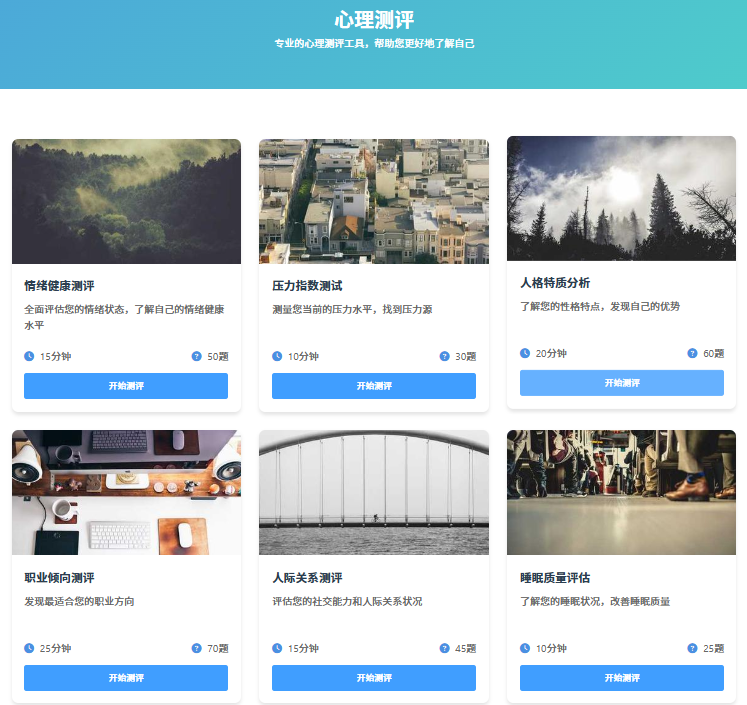 心理测评
专业的心理测评工具，帮助您更好地了解自己
情绪健康测评
全面评估您的情绪状态，了解自己的情绪健康
水平
15分钟
50题
开始测评
压力指数测试
测量您当前的压力水平，找到压力源
10分钟
30题
开始测评
人格特质分析
了解您的性格特点，发现自己的优势
20分钟
60题
开始测评
职业倾向测评
发现最适合您的职业方向
25分钟
70题
开始测评
人际关系测评
评估您的社交能力和人际关系状况
15分钟
45题
开始测评
睡眠质量评估
了解您的睡眠状况，改善睡眠质量
10分钟
25题
开始测评